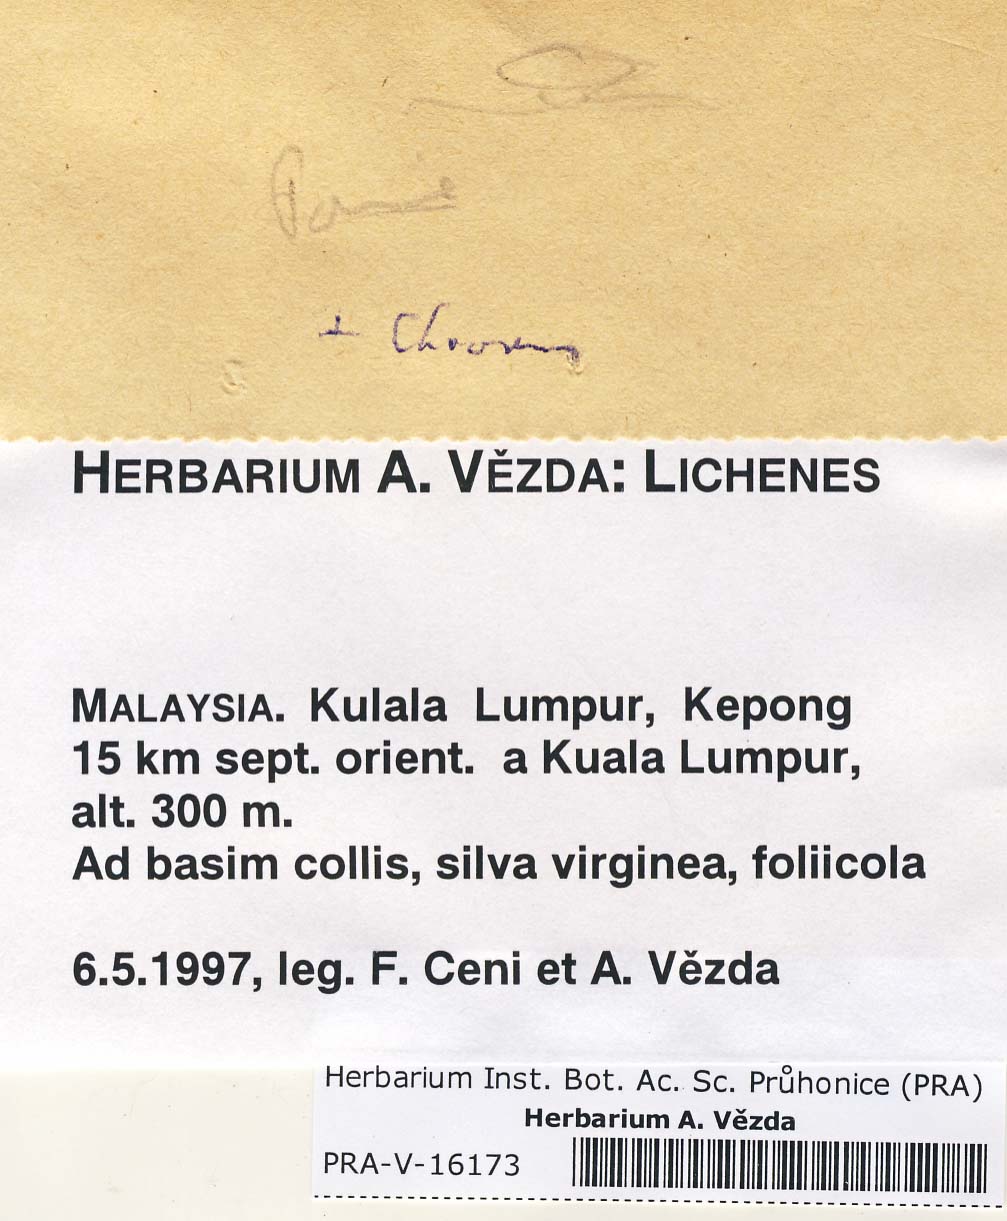 HERBARIUM A. VĚZDA: LICHENES
MALAYSIA. Kulala Lumpur, Kepong
15 km sept. orient. a Kuala Lumpur,
alt. 300 m.
Ad basim collis, silva virginea, foliicola
6.5.1997, leg. F. Ceni et A. Vězda
Herbarium Inst. Bot. Ac. Sc. Průhonice (PRA)
Herbarium A. Vězda
PRA-V-16173